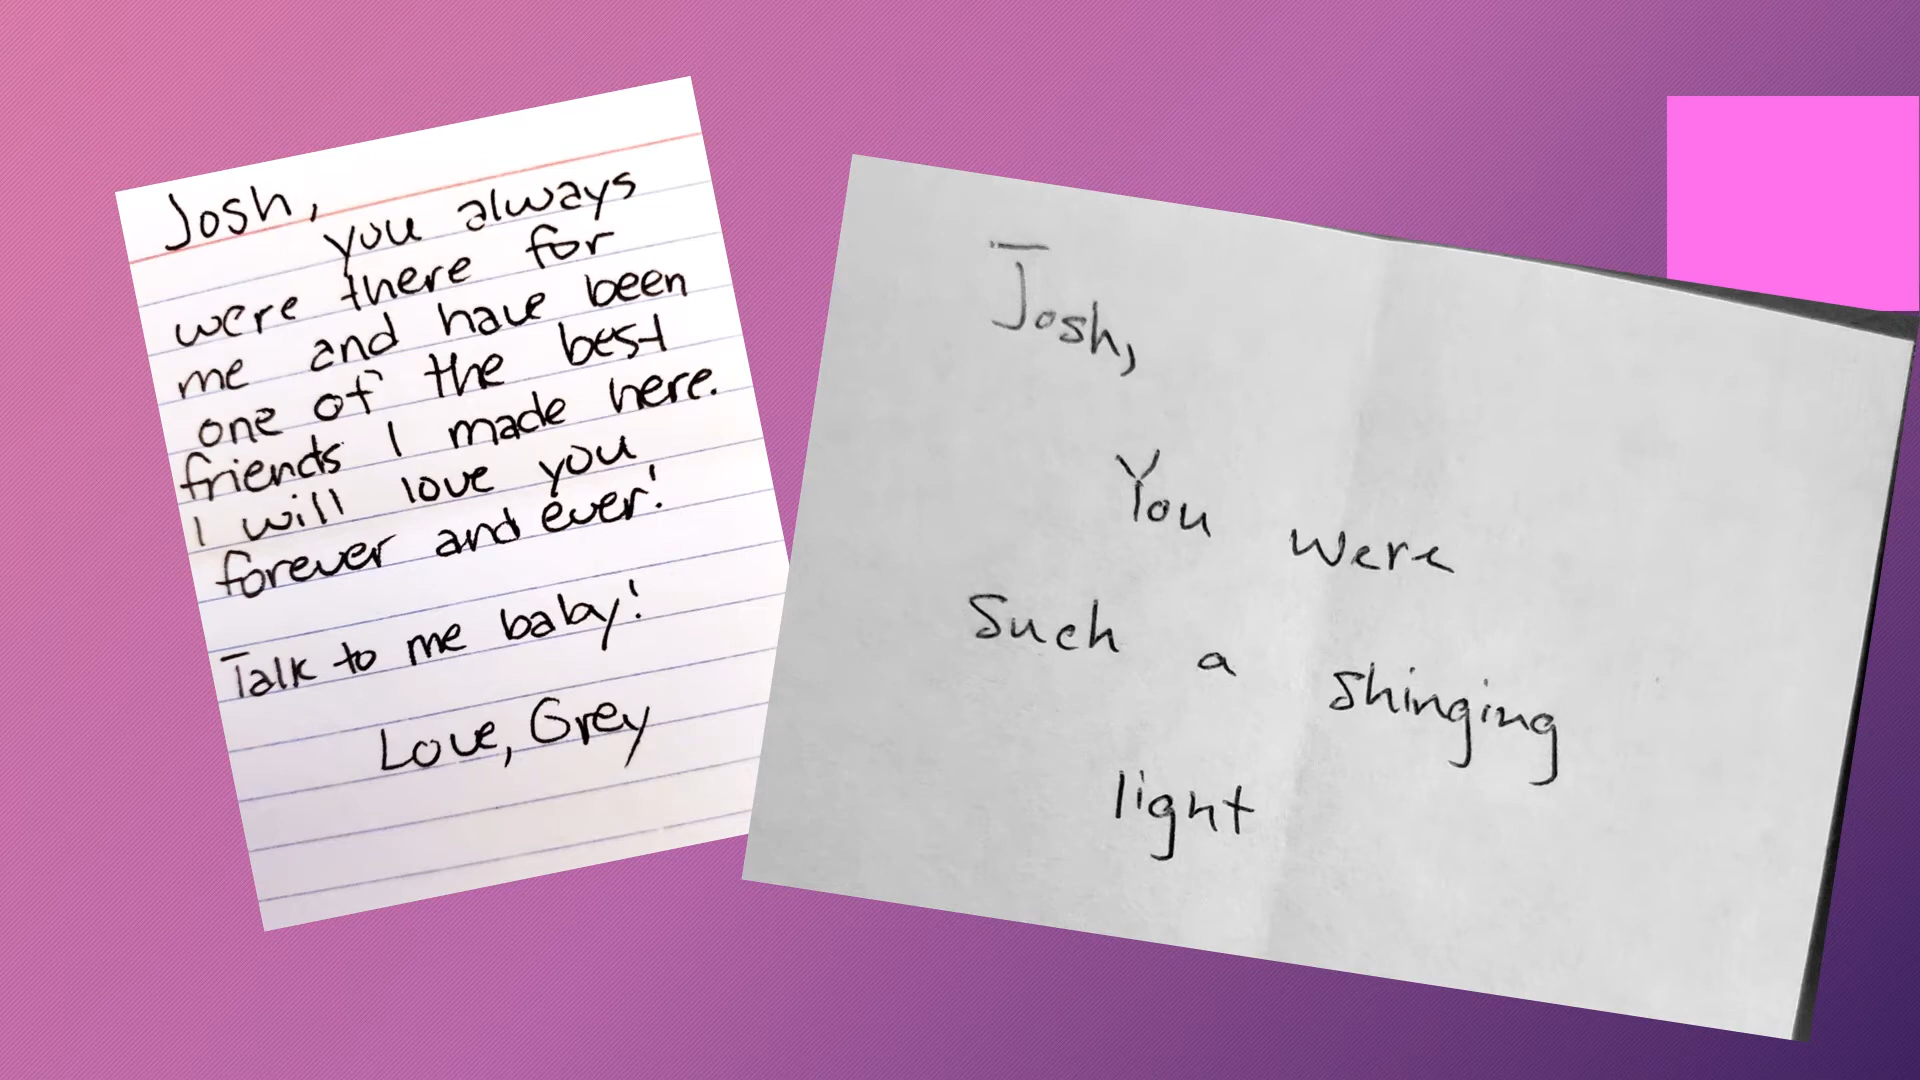 Josh,
you always
were there for
me and have been
one of the best
friends I made here.
I will love you
forever and ever!
Talk to me baby!
Love, Grey
Josh,
You were
Such a shinging
light